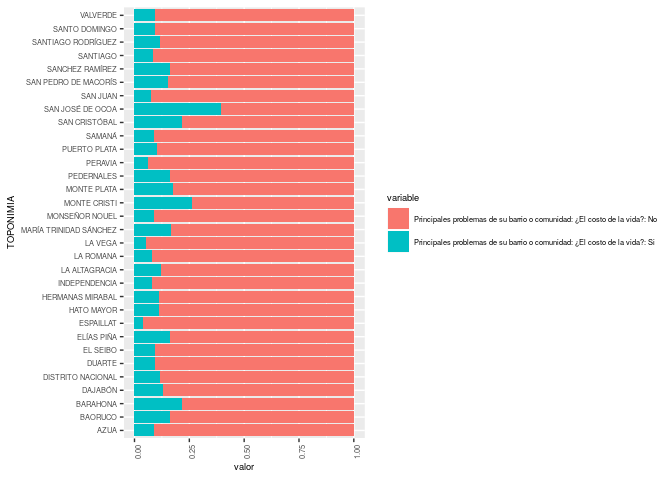 VALVERDE
SANTO DOMINGO
SANTIAGO RODRÍGUEZ
SANTIAGO
SÁNCHEZ RAMÍREZ
SAN PEDRO DE MACORÍS
SAN JUAN
SAN JOSÉ DE OCOA
SAN CRISTÓBAL
SAMANÁ
PUERTO PLATA
PERAVIA
PEDERNALES
MONTE PLATA
MONTE CRISTI
MONSEÑOR NOUEL
MARÍA TRINIDAD SÁNCHEZ
LA VEGA
LA ROMANA
LA ALTAGRACIA
INDEPENDENCIA
HERMANAS MIRABAL
HATO MAYOR
ESPAILLAT
ELÍAS PIÑA
EL SEIBO
DUARTE
DISTRITO NACIONAL
DAJABÓN
BARAHONA
BAORUCO
AZUA
TOPONIMIA
0.00
0.25
0.50
0.75
1.00
valor
variable
Principales problemas de su barrio o comunidad: ¿El costo de la vida?: No
Principales problemas de su barrio o comunidad: ¿El costo de la vida?: Si